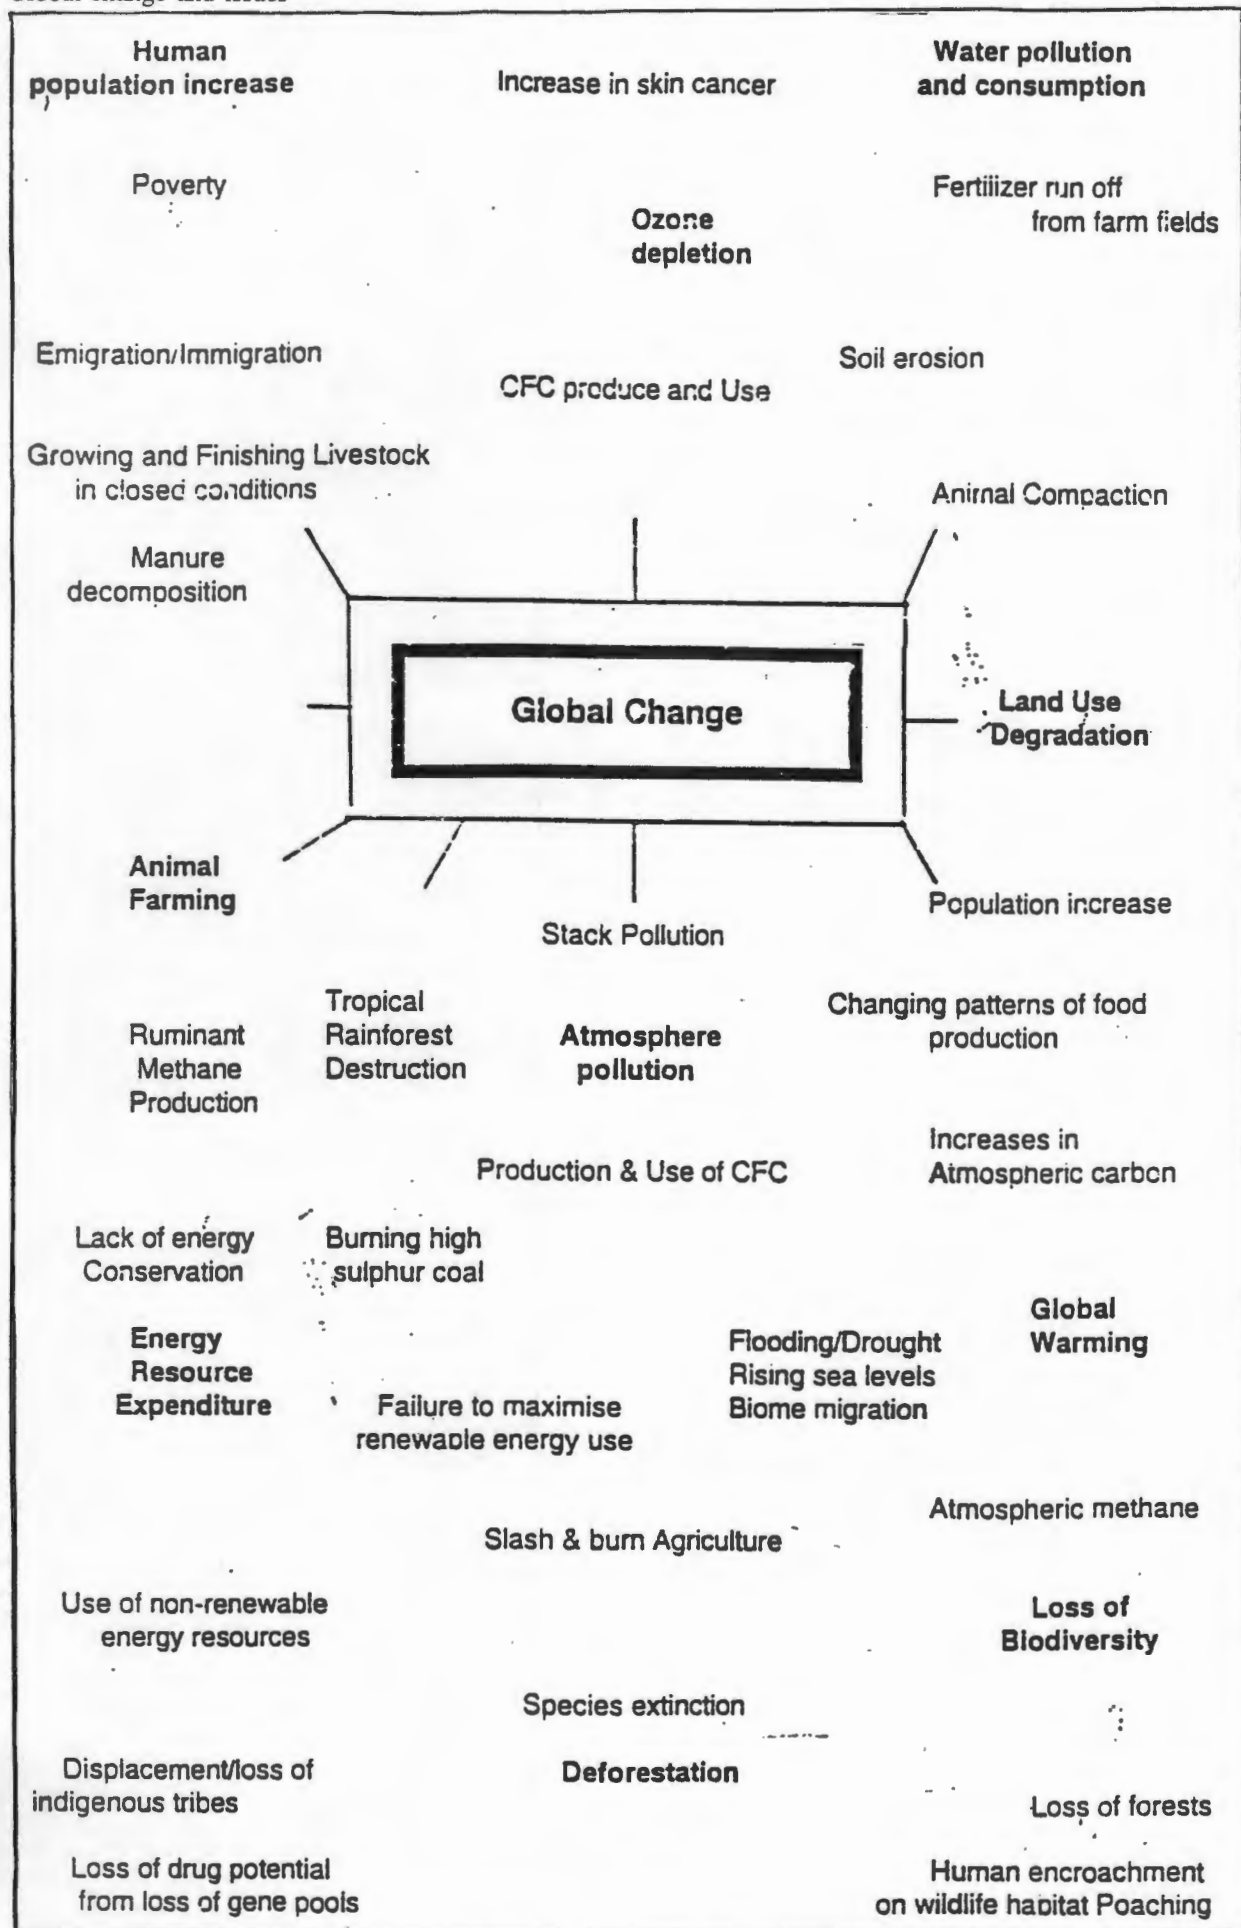 Human
population increase
Increase in skin cancer
Water pollution
and consumption
Poverty
Ozone
depletion
Fertilizer run off
from farm fields
Emigration/Immigration
CFC produce and Use
Soil erosion
Growing and Finishing Livestock
in closed conditions
Animal Compaction
Manure
decomposition
Global Change
Land Use
Degradation
Animal
Farming
Stack Pollution
Population increase
Ruminant
Methane
Production
Tropical
Rainforest
Destruction
Atmosphere
pollution
Changing patterns of food
production
Production & Use of CFC
Increases in
Atmospheric carbon
Lack of energy
Conservation
Burning high
sulphur coal
Energy
Resource
Expenditure
Failure to maximise
renewable energy use
Flooding/Drought
Rising sea levels
Biome migration
Global
Warming
Slash & burn Agriculture
Atmospheric methane
Use of non-renewable
energy resources
Loss of
Biodiversity
Species extinction
Displacement/loss of
indigenous tribes
Deforestation
Loss of forests
Loss of drug potential
from loss of gene pools
Human encroachment
on wildlife habitat Poaching